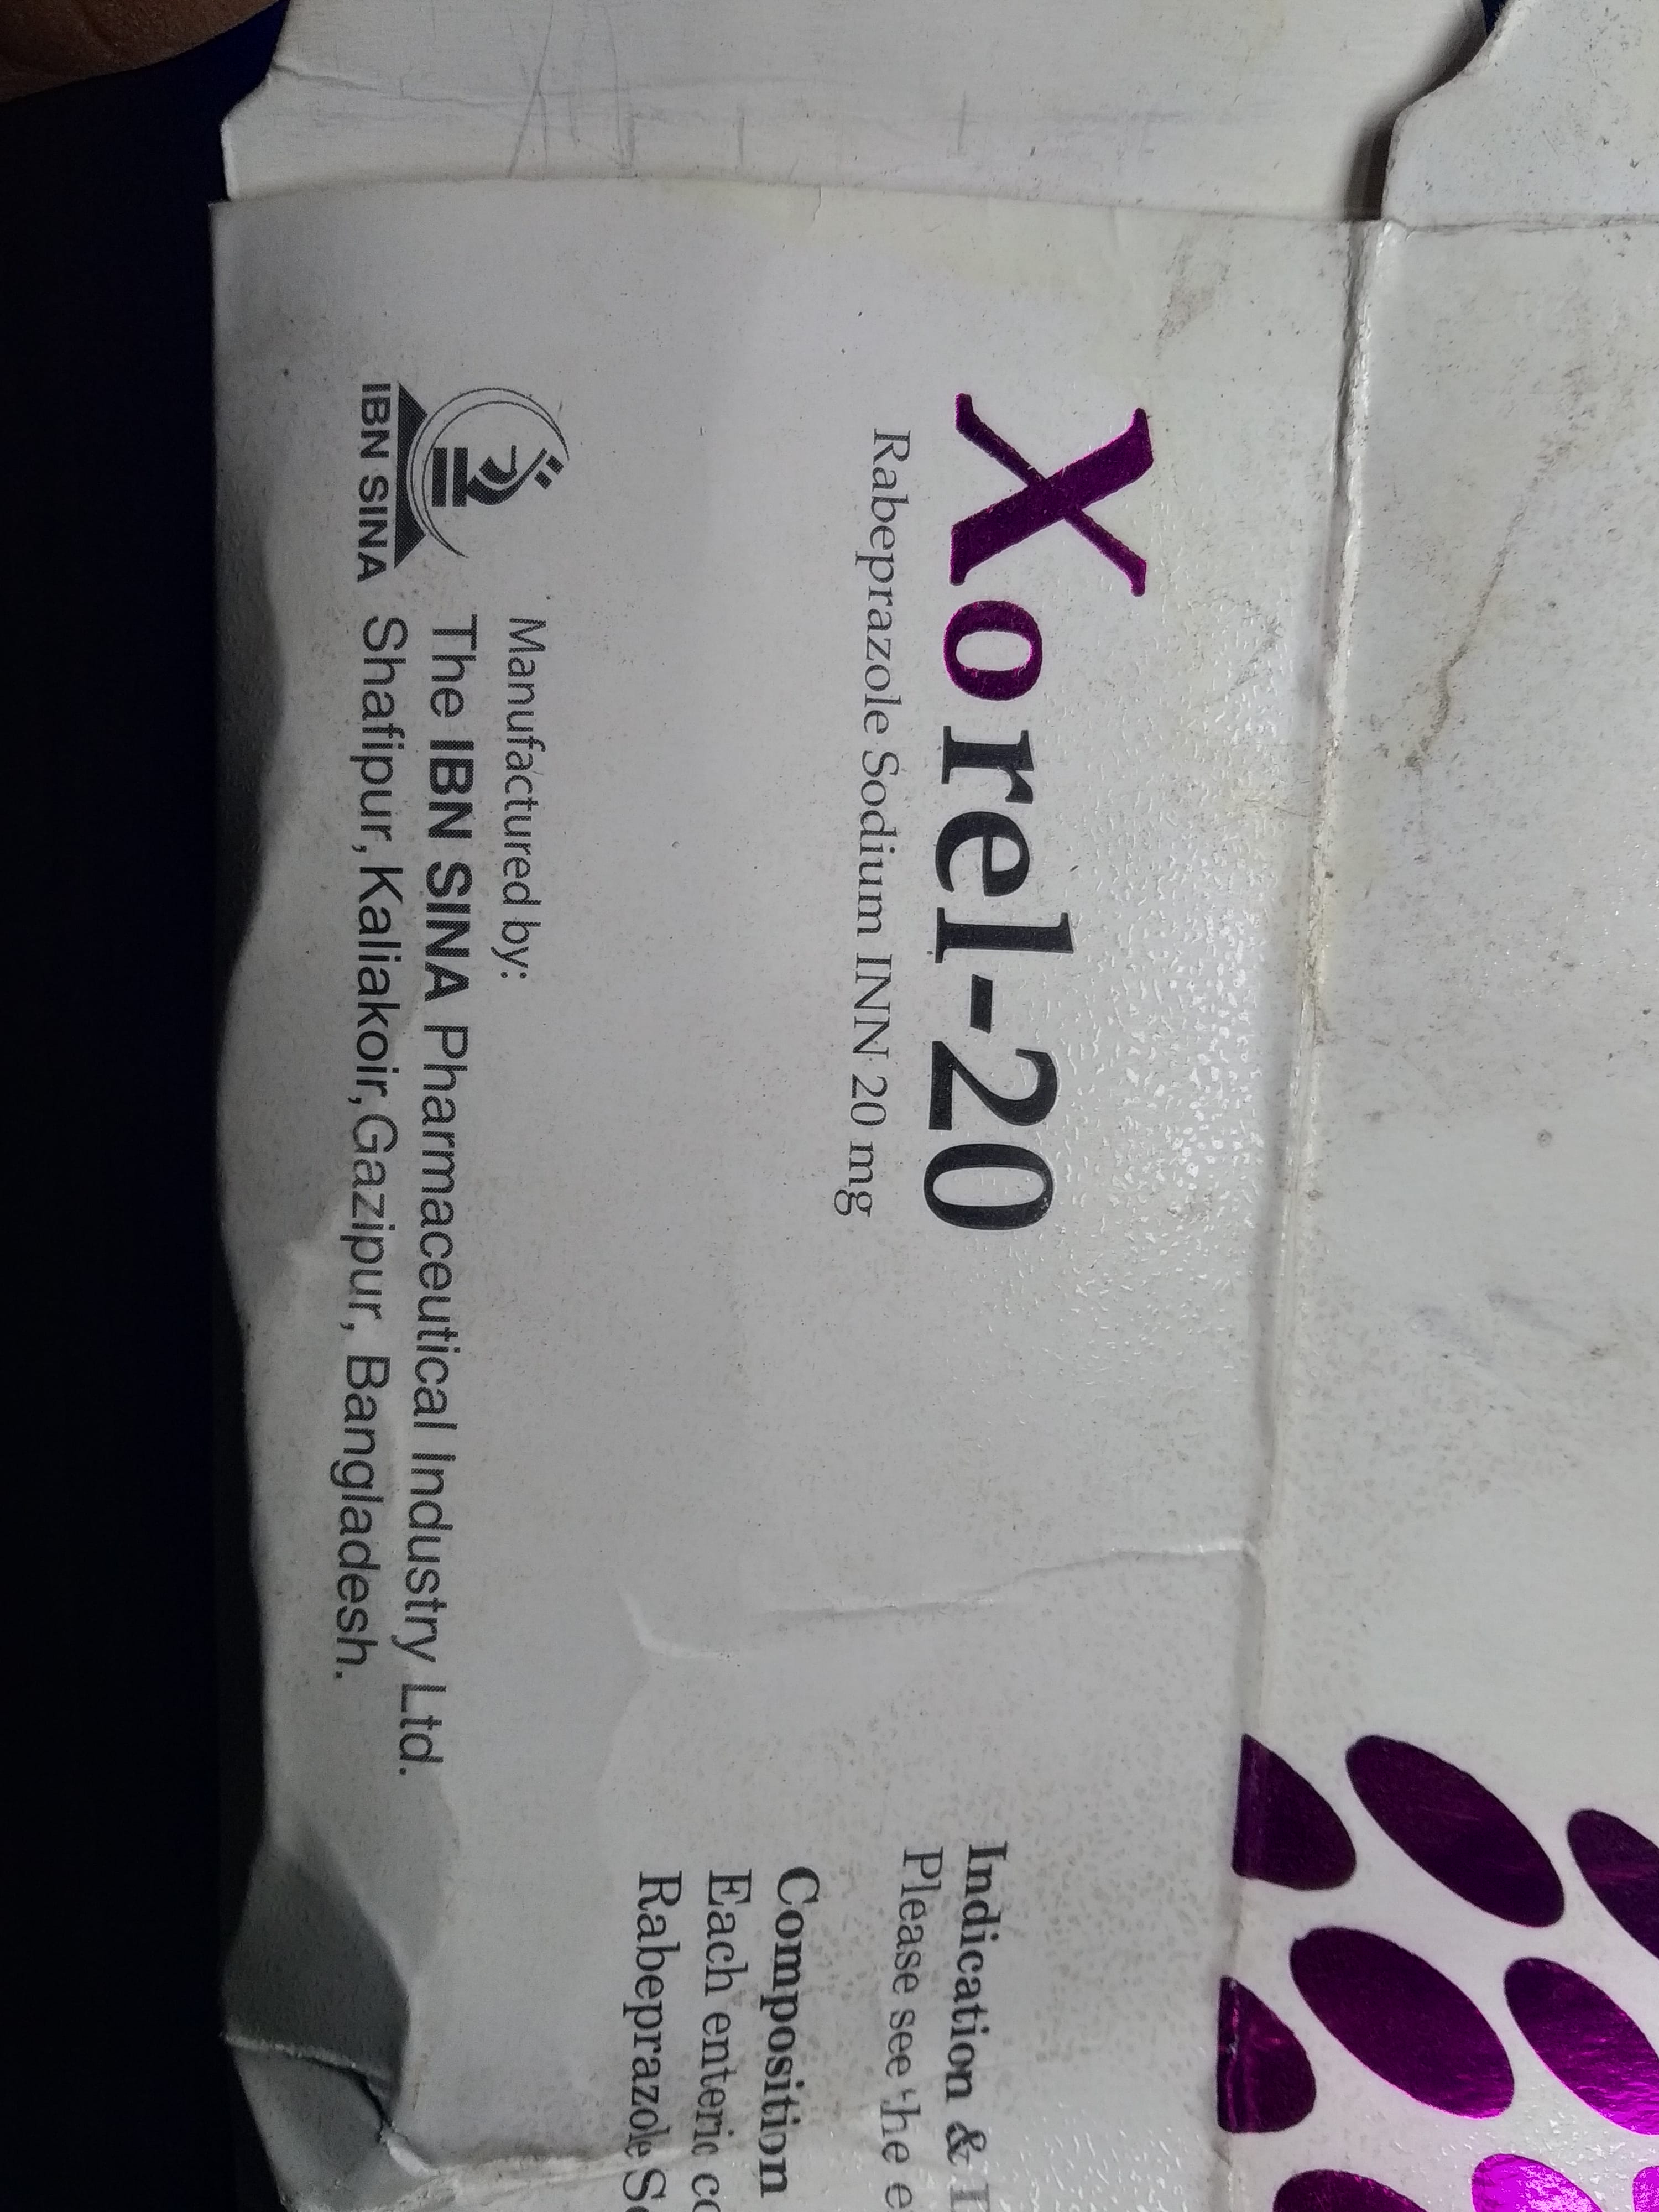 Xorel-20
Rabeprazole Sodium INN 20 mg
Indication &
Please see the
Composition
Each enteric
Rabeprazole
IBN SINA
Manufactured by:
The IBN SINA Pharmaceutical Industry Ltd.
Shafipur, Kaliakoir, Gazipur, Bangladesh.